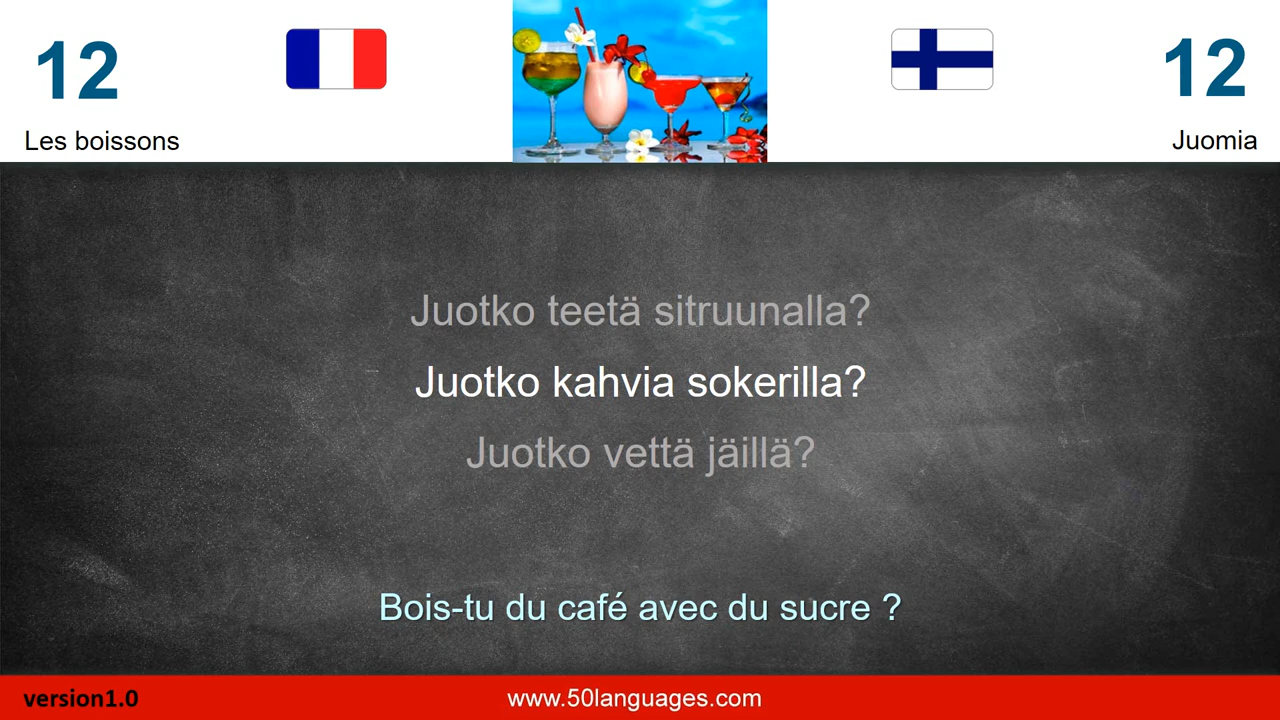 12
12
Les boissons
Juomia
Juotko teetä sitruunalla?
Juotko kahvia sokerilla?
Juotko vettä jäillä?
Bois-tu du café avec du sucre ?
version1.0
www.50languages.com